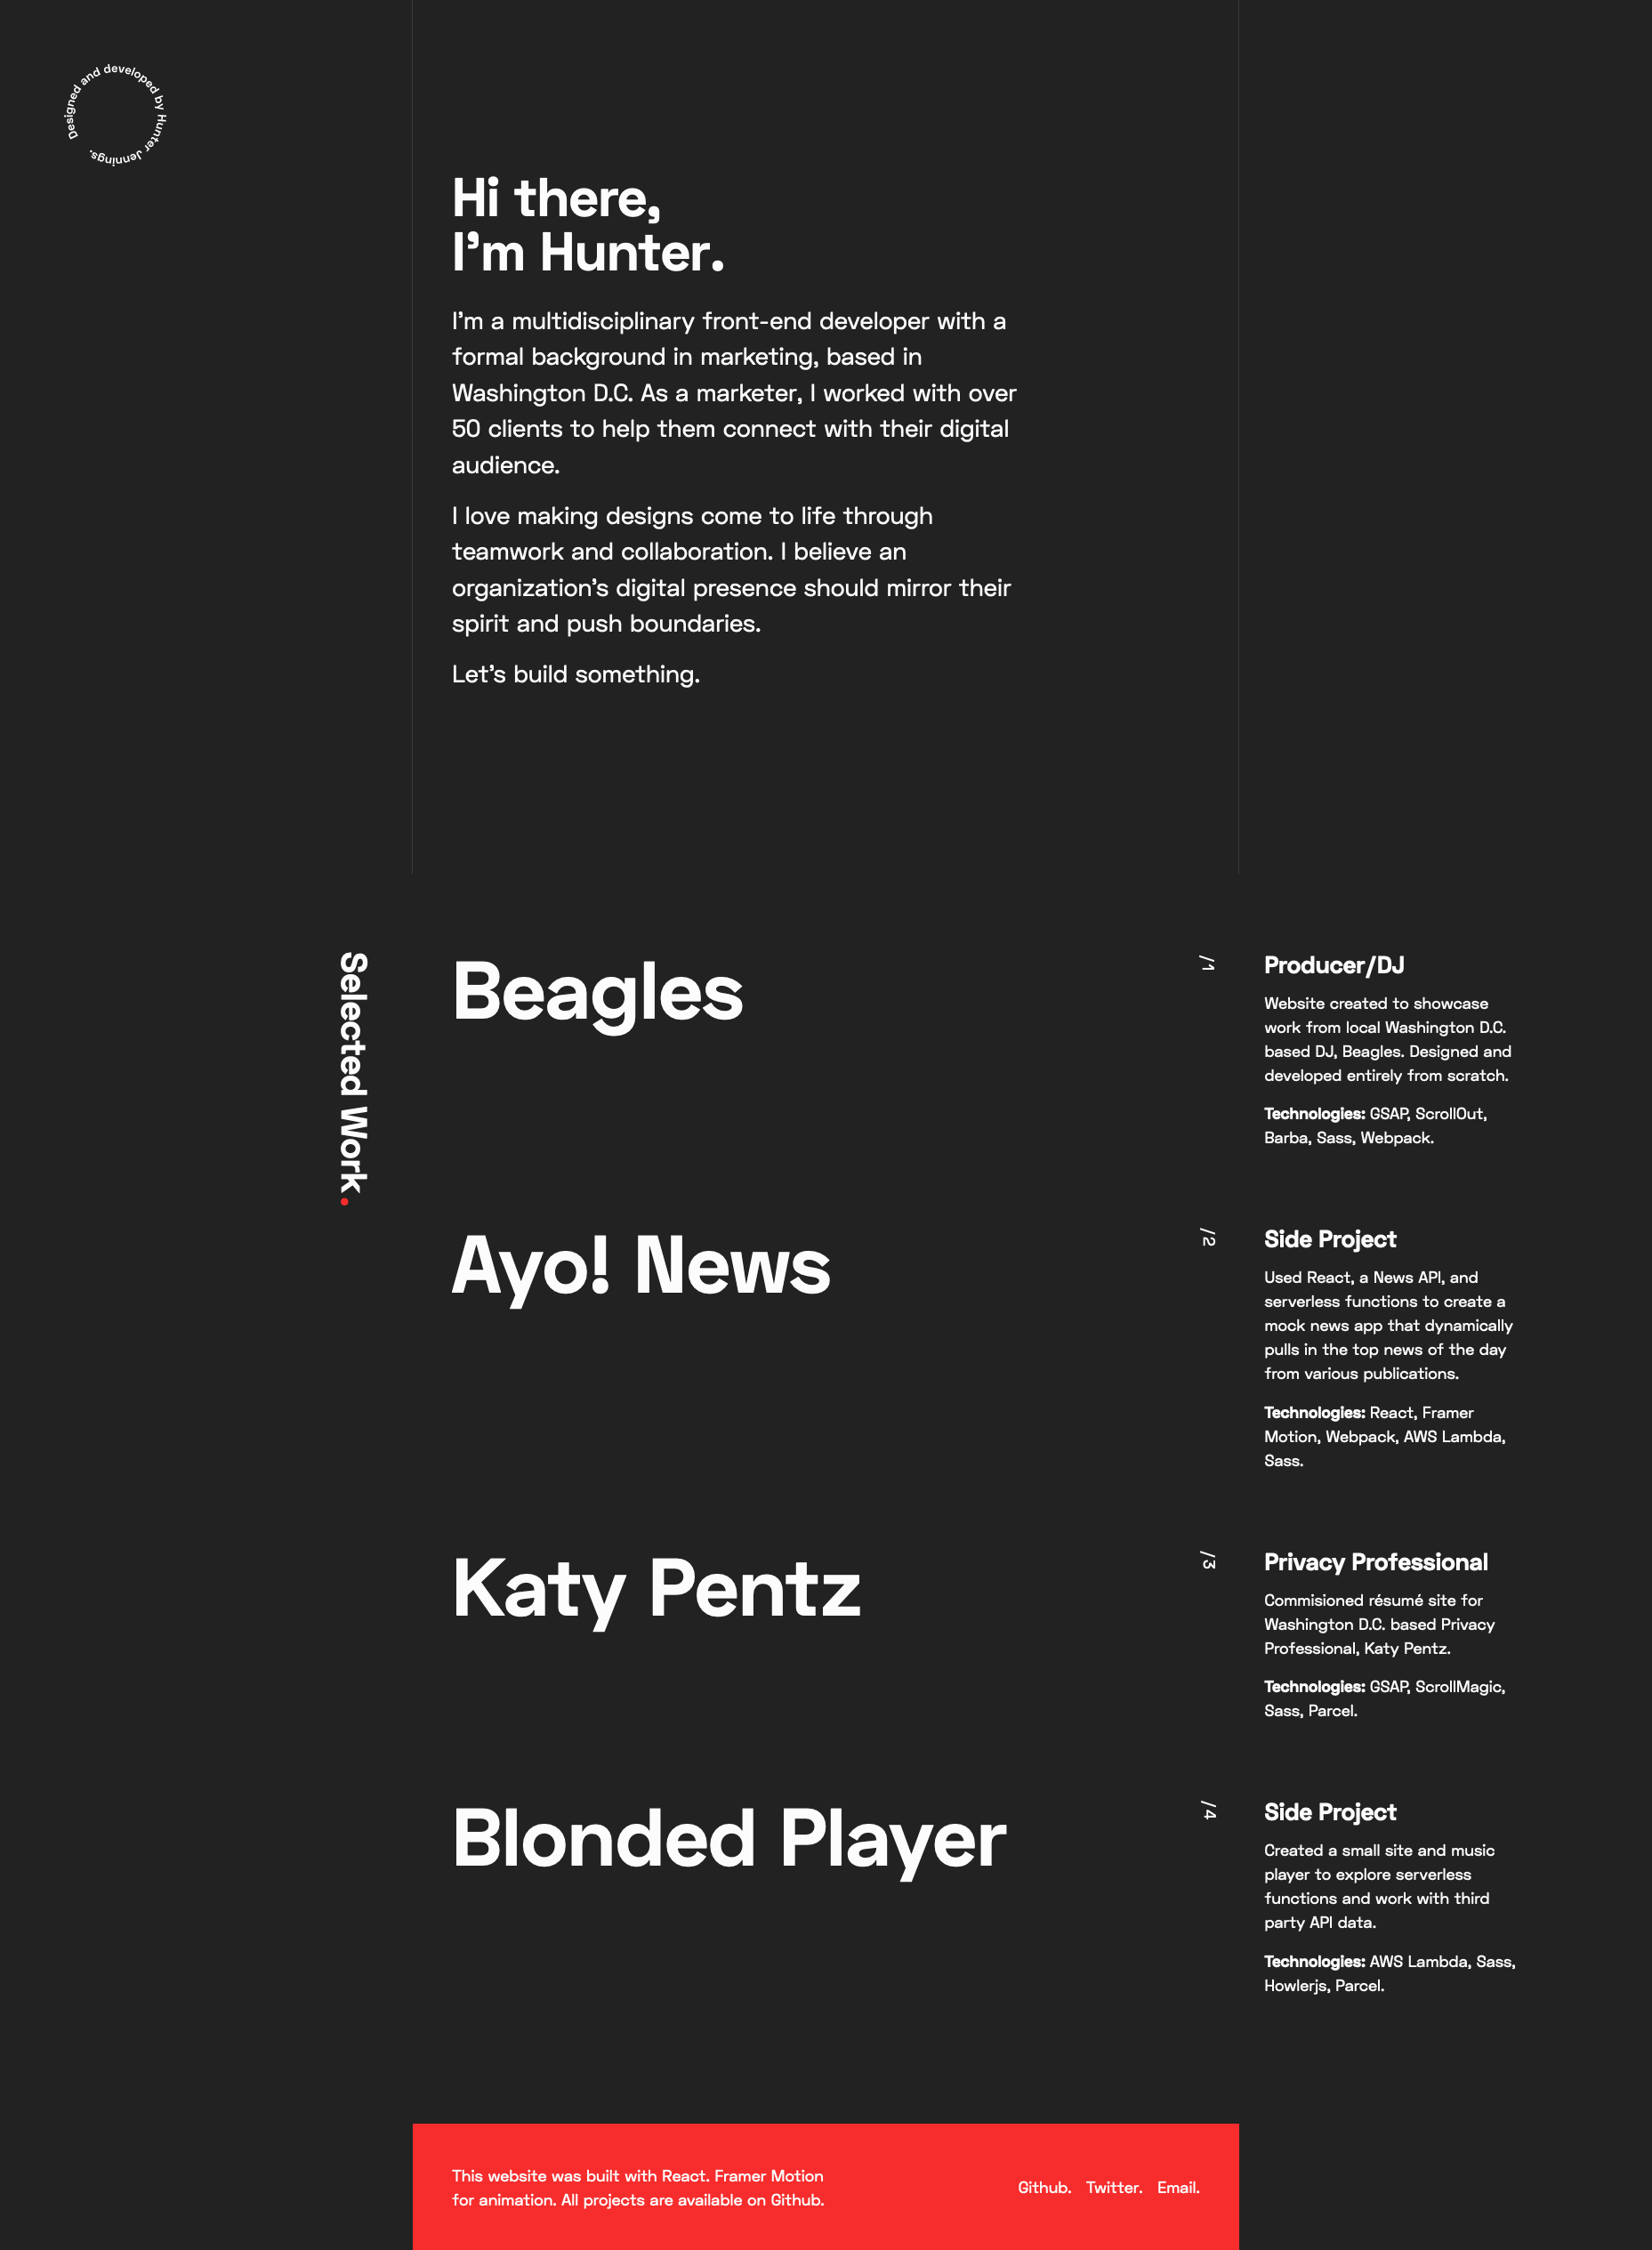 Designed and developed by Hunter Jennings.
Hi there,
I’m Hunter.
I’m a multidisciplinary front-end developer with a
formal background in marketing, based in
Washington D.C. As a marketer, I worked with over
50 clients to help them connect with their digital
audience.
I love making designs come to life through
teamwork and collaboration. I believe an
organization’s digital presence should mirror their
spirit and push boundaries.
Let’s build something.
Selected Work.
Beagles
/1
Producer/DJ
Website created to showcase
work from local Washington D.C.
based DJ, Beagles. Designed and
developed entirely from scratch.
Technologies: GSAP, ScrollOut,
Barba, Sass, Webpack.
Ayo! News
/2
Side Project
Used React, a News API, and
serverless functions to create a
mock news app that dynamically
pulls in the top news of the day
from various publications.
Technologies: React, Framer
Motion, Webpack, AWS Lambda,
Sass.
Katy Pentz
/3
Privacy Professional
Commisioned résumé site for
Washington D.C. based Privacy
Professional, Katy Pentz.
Technologies: GSAP, ScrollMagic,
Sass, Parcel.
Blonded Player
/4
Side Project
Created a small site and music
player to explore serverless
functions and work with third
party API data.
Technologies: AWS Lambda, Sass,
Howlerjs, Parcel.
This website was built with React. Framer Motion
for animation. All projects are available on Github.
Github. Twitter. Email.